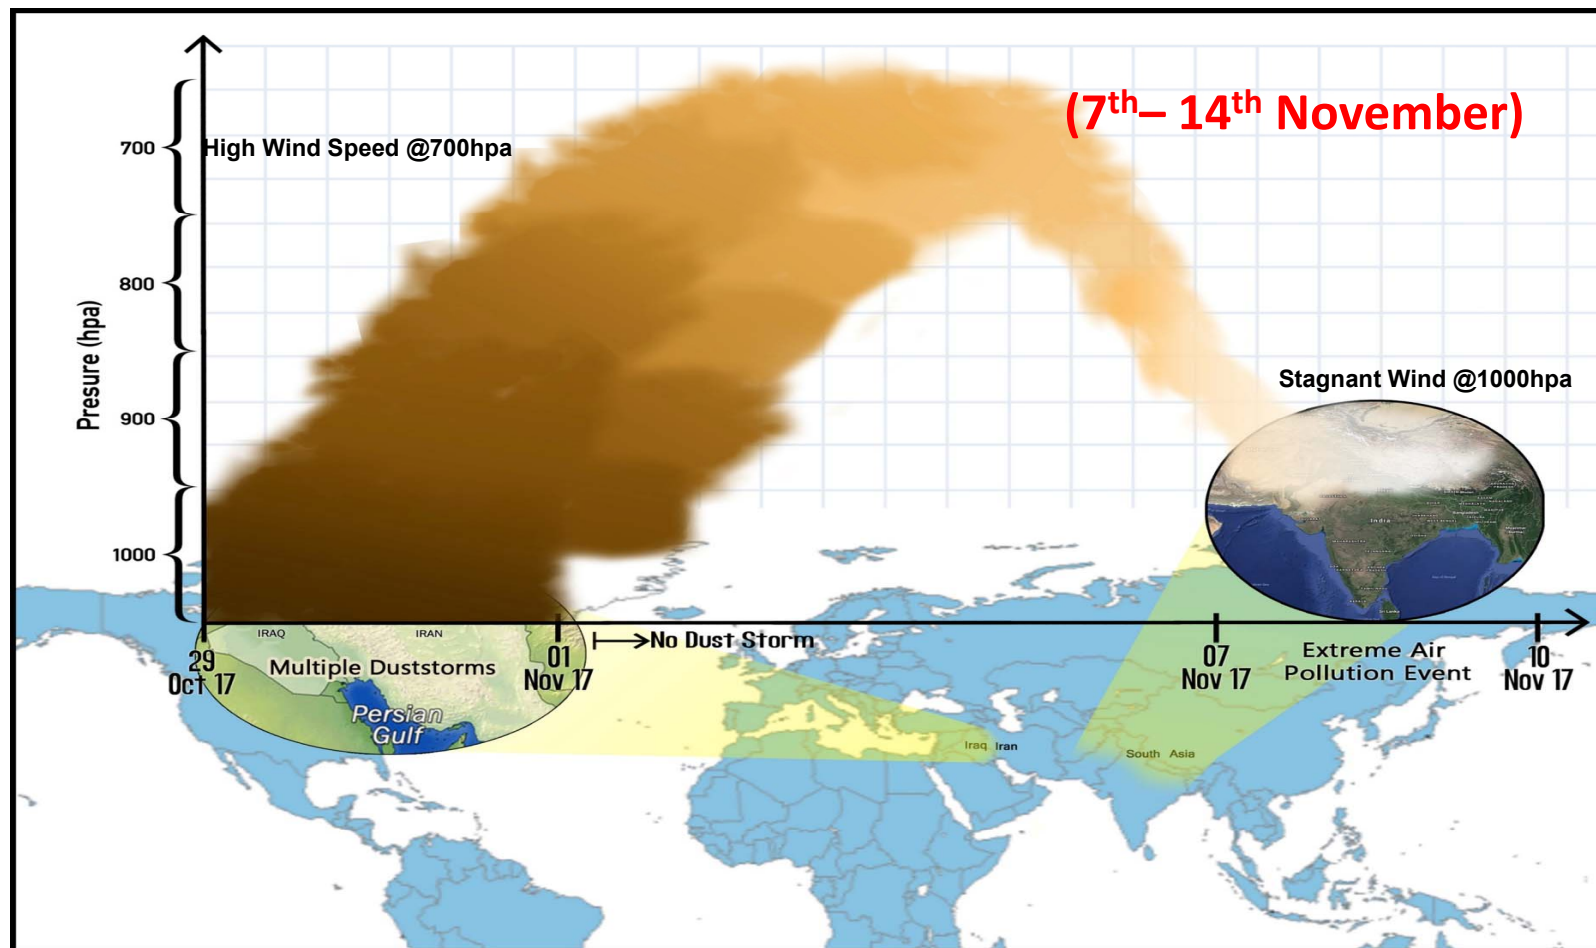 (7th– 14th November)
High Wind Speed @700hpa
700
800
900
1000
Presure (hpa)
Stagnant Wind @1000hpa
India
IRAQ
IRAN
Multiple Duststorms
Persian
Gulf
29
Oct 17
01
Nov 17
No Dust Storm
07
Nov 17
Extreme Air
Pollution Event
10
Nov 17
Iraq Iran
South Asia